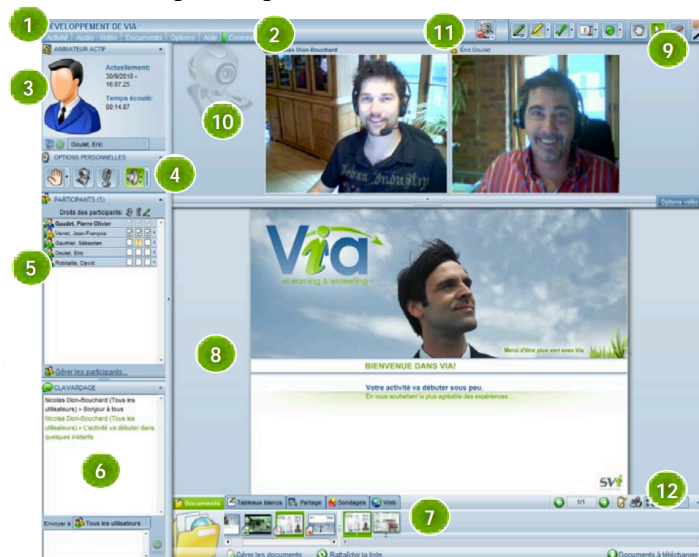 DEVELOPPEMENT DE VIA
Activité Audio - Vidéo Documents Options Aide
1
2
11
9
ANIMATEUR ACTIF
Dion-Bouchard
Éric Goulet
Actuellement:
30/9/2010 -
16:07:25
3
Temps écoulé:
00:14:07
10
Goulet, Eric
OPTIONS PERSONNELLES
4
PARTICIPANTS (5)
Options vidéo
Droits des participants:
Gaudet, Pierre-Olivier
Verret, Jean-François
Gauthier, Sébastien
Goulet, Eric
Robitaille, David
5
Via
eLearning & eMeeting
8
Merci d'être plus vert avec Via
BIENVENUE DANS VIA!
Gérer les participants...
Votre activité va débuter sous peu.
En vous souhaitant la plus agréable des expériences...
CLAVARDAGE
Nicolas Dion-Bouchard (Tous les
utilisateurs) > Bonjour à tous
Nicolas Dion-Bouchard (Tous les
utilisateurs) > L'activité va débuter dans
quelques instants
6
SVI
12
Documents Tableaux blancs Partage Sondages Web
1/1
7
Envoyer à Tous les utilisateurs
Gérer les documents Rafraîchir la liste
Documents à télécharger